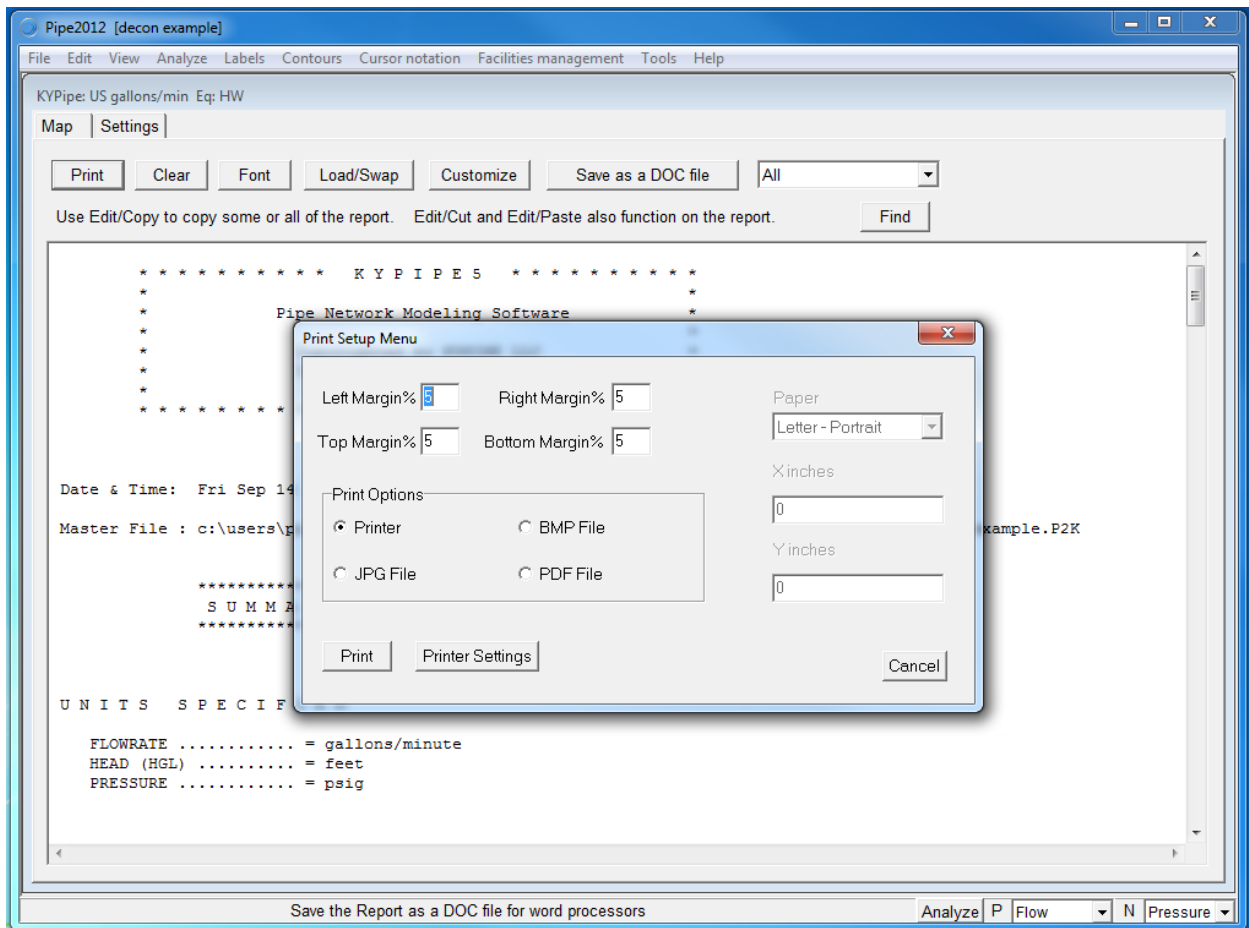 Pipe2012 [decon example]
File Edit View Analyze Labels Contours Cursor notation Facilities management Tools Help
KYPipe: US gallons/min Eq: HW
Map Settings
Print Clear Font Load/Swap Customize Save as a DOC file All
Use Edit/Copy to copy some or all of the report. Edit/Cut and Edit/Paste also function on the report. Find
* * * * * * * * * * K Y P I P E 5 * * * * * * * * * *
* *
* Pipe Network Modeling Software *
* *
*
*
*
* * * * * * * *
Date & Time: Fri Sep 14
Master File : c:\users\p xample.P2K
**********
S U M M A
**********
U N I T S S P E C I F
FLOWRATE ............ = gallons/minute
HEAD (HGL) .......... = feet
PRESSURE ............ = psig
Print Setup Menu
Left Margin% 5 Right Margin% 5
Top Margin% 5 Bottom Margin% 5
Print Options
Printer BMP File
JPG File PDF File
Paper
Letter - Portrait
X inches
0
Y inches
0
Print Printer Settings Cancel
Save the Report as a DOC file for word processors Analyze P Flow N Pressure